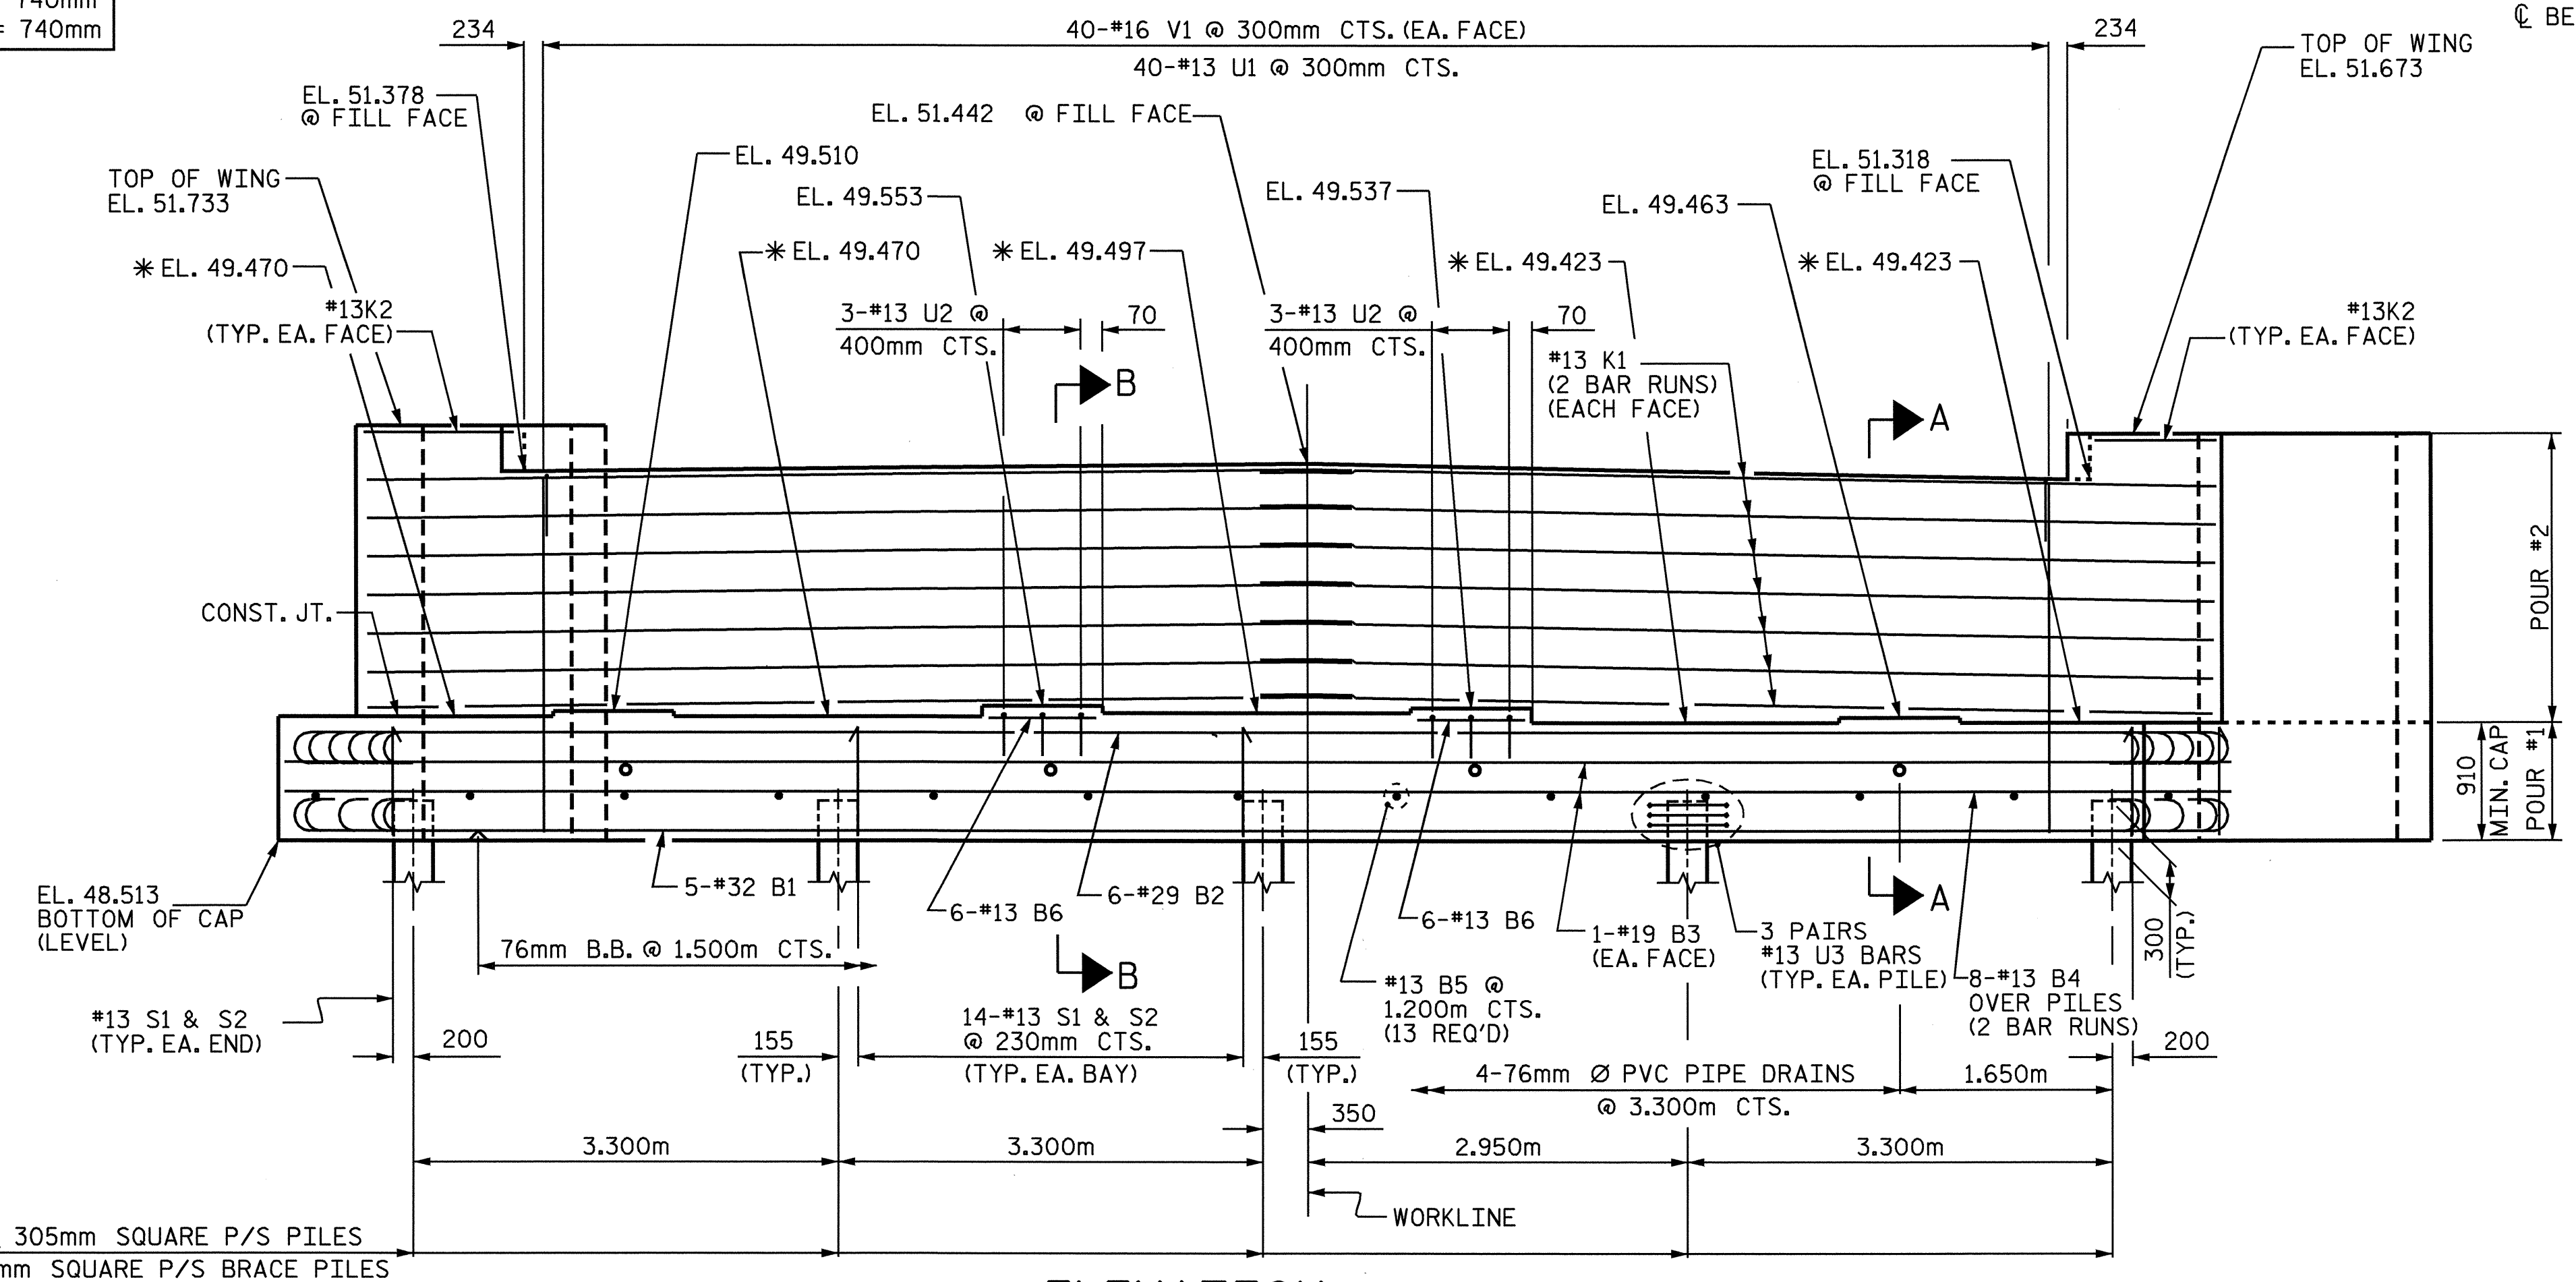 740mm
= 740mm
234
40-#16 V1 @ 300mm CTS. (EA. FACE)
40-#13 U1 @ 300mm CTS.
234
℄ BE
TOP OF WING
EL. 51.673
EL. 51.378
@ FILL FACE
EL. 51.442 @ FILL FACE
EL. 49.510
EL. 51.318
@ FILL FACE
TOP OF WING
EL. 51.733
EL. 49.553
EL. 49.537
EL. 49.463
✳ EL. 49.470
✳ EL. 49.470
✳ EL. 49.497
✳ EL. 49.423
✳ EL. 49.423
#13K2
(TYP. EA. FACE)
3-#13 U2 @
400mm CTS.
70
3-#13 U2 @
400mm CTS.
70
#13K2
(TYP. EA. FACE)
#13 K1
(2 BAR RUNS)
(EACH FACE)
B
A
CONST. JT.
POUR #2
910
MIN. CAP
POUR #1
EL. 48.513
BOTTOM OF CAP
(LEVEL)
5-#32 B1
6-#13 B6
6-#29 B2
6-#13 B6
1-#19 B3
(EA. FACE)
3 PAIRS
#13 U3 BARS
(TYP. EA. PILE)
A
300
(TYP.)
76mm B.B. @ 1.500m CTS.
B
#13 B5 @
1.200m CTS.
(13 REQ'D)
8-#13 B4
OVER PILES
(2 BAR RUNS)
#13 S1 & S2
(TYP. EA. END)
200
155
(TYP.)
14-#13 S1 & S2
@ 230mm CTS.
(TYP. EA. BAY)
155
(TYP.)
200
4-76mm Ø PVC PIPE DRAINS
@ 3.300m CTS.
1.650m
350
3.300m
3.300m
2.950m
3.300m
WORKLINE
305mm SQUARE P/S PILES
mm SQUARE P/S BRACE PILES